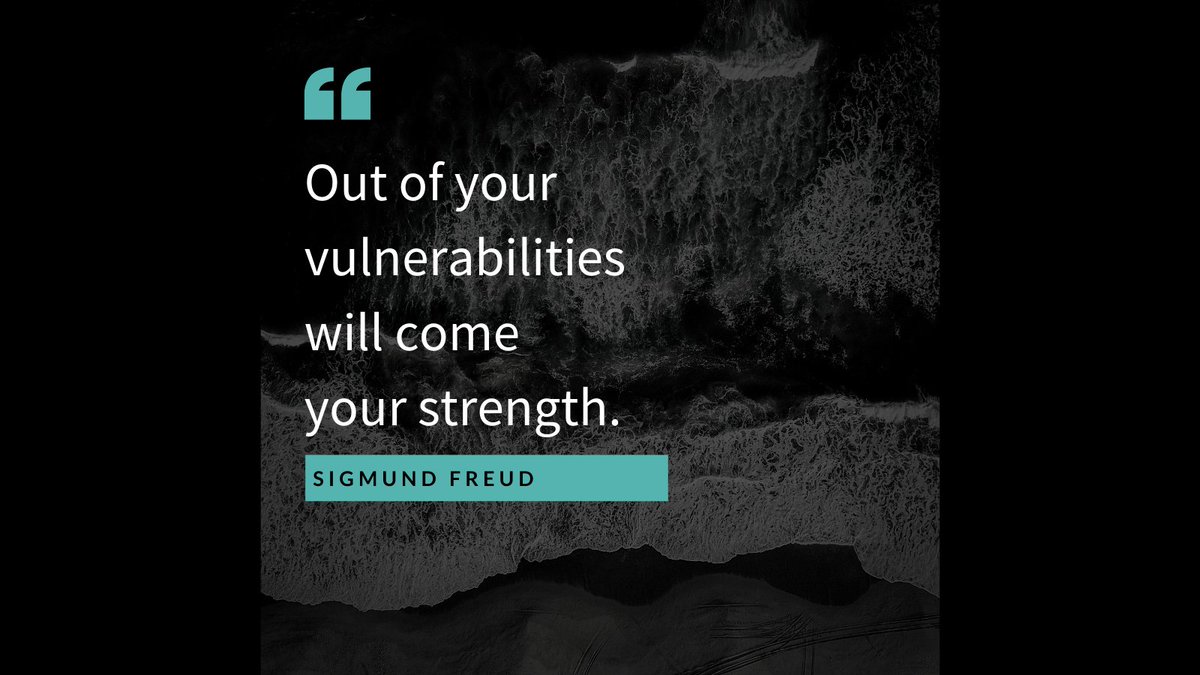 “
Out of your
vulnerabilities
will come
your strength.
SIGMUND FREUD